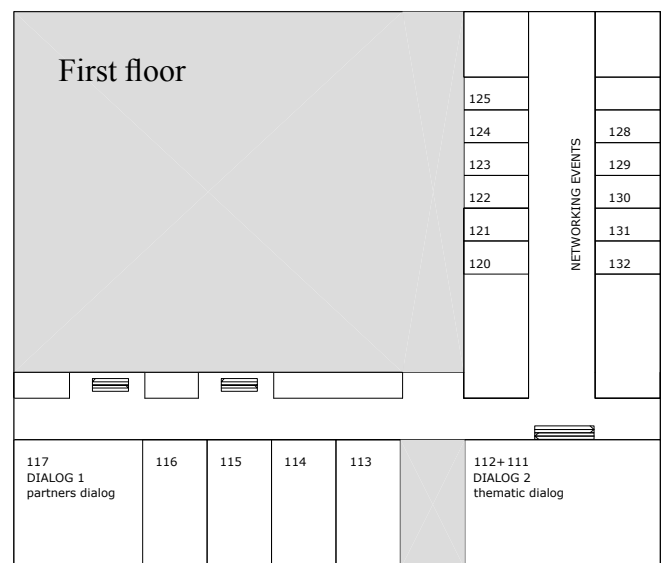 First floor
125
124
123
122
121
120
NETWORKING EVENTS
128
129
130
131
132
117
DIALOG 1
partners dialog
116
115
114
113
112+111
DIALOG 2
thematic dialog